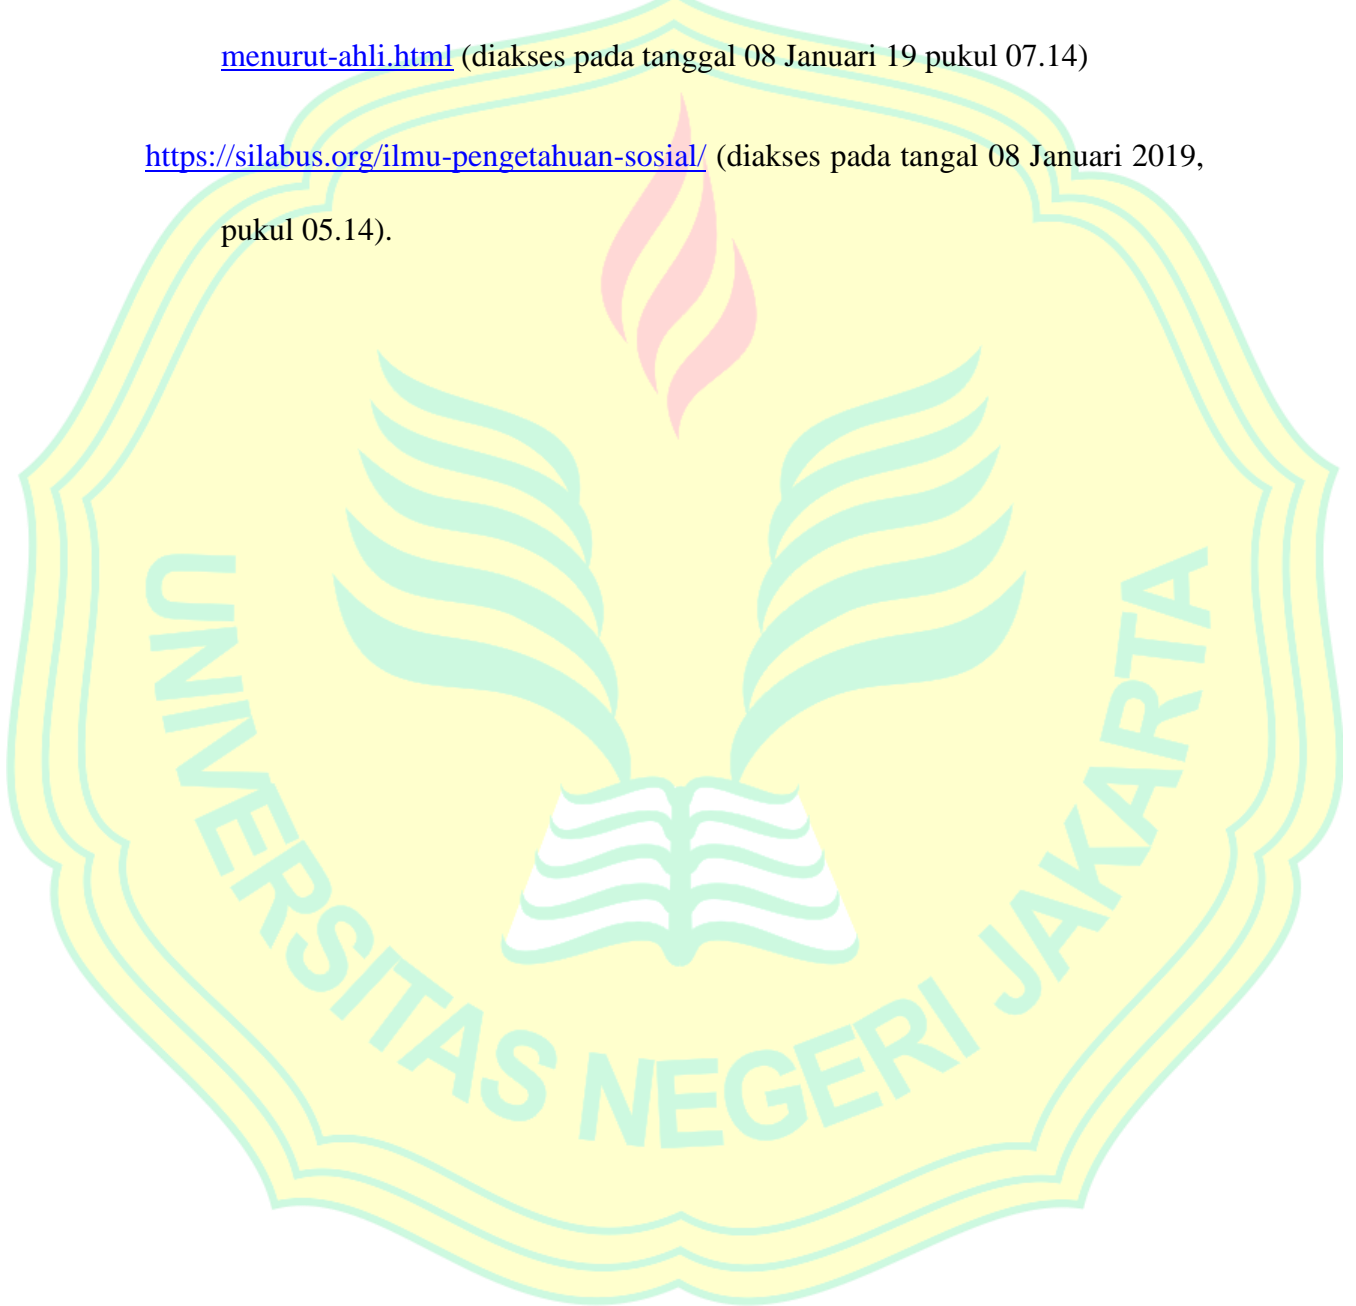 menurut-ahli.html (diakses pada tanggal 08 Januari 19 pukul 07.14)
https://silabus.org/ilmu-pengetahuan-sosial/ (diakses pada tangal 08 Januari 2019,
pukul 05.14).
UNIVERSITAS NEGERI JAKARTA